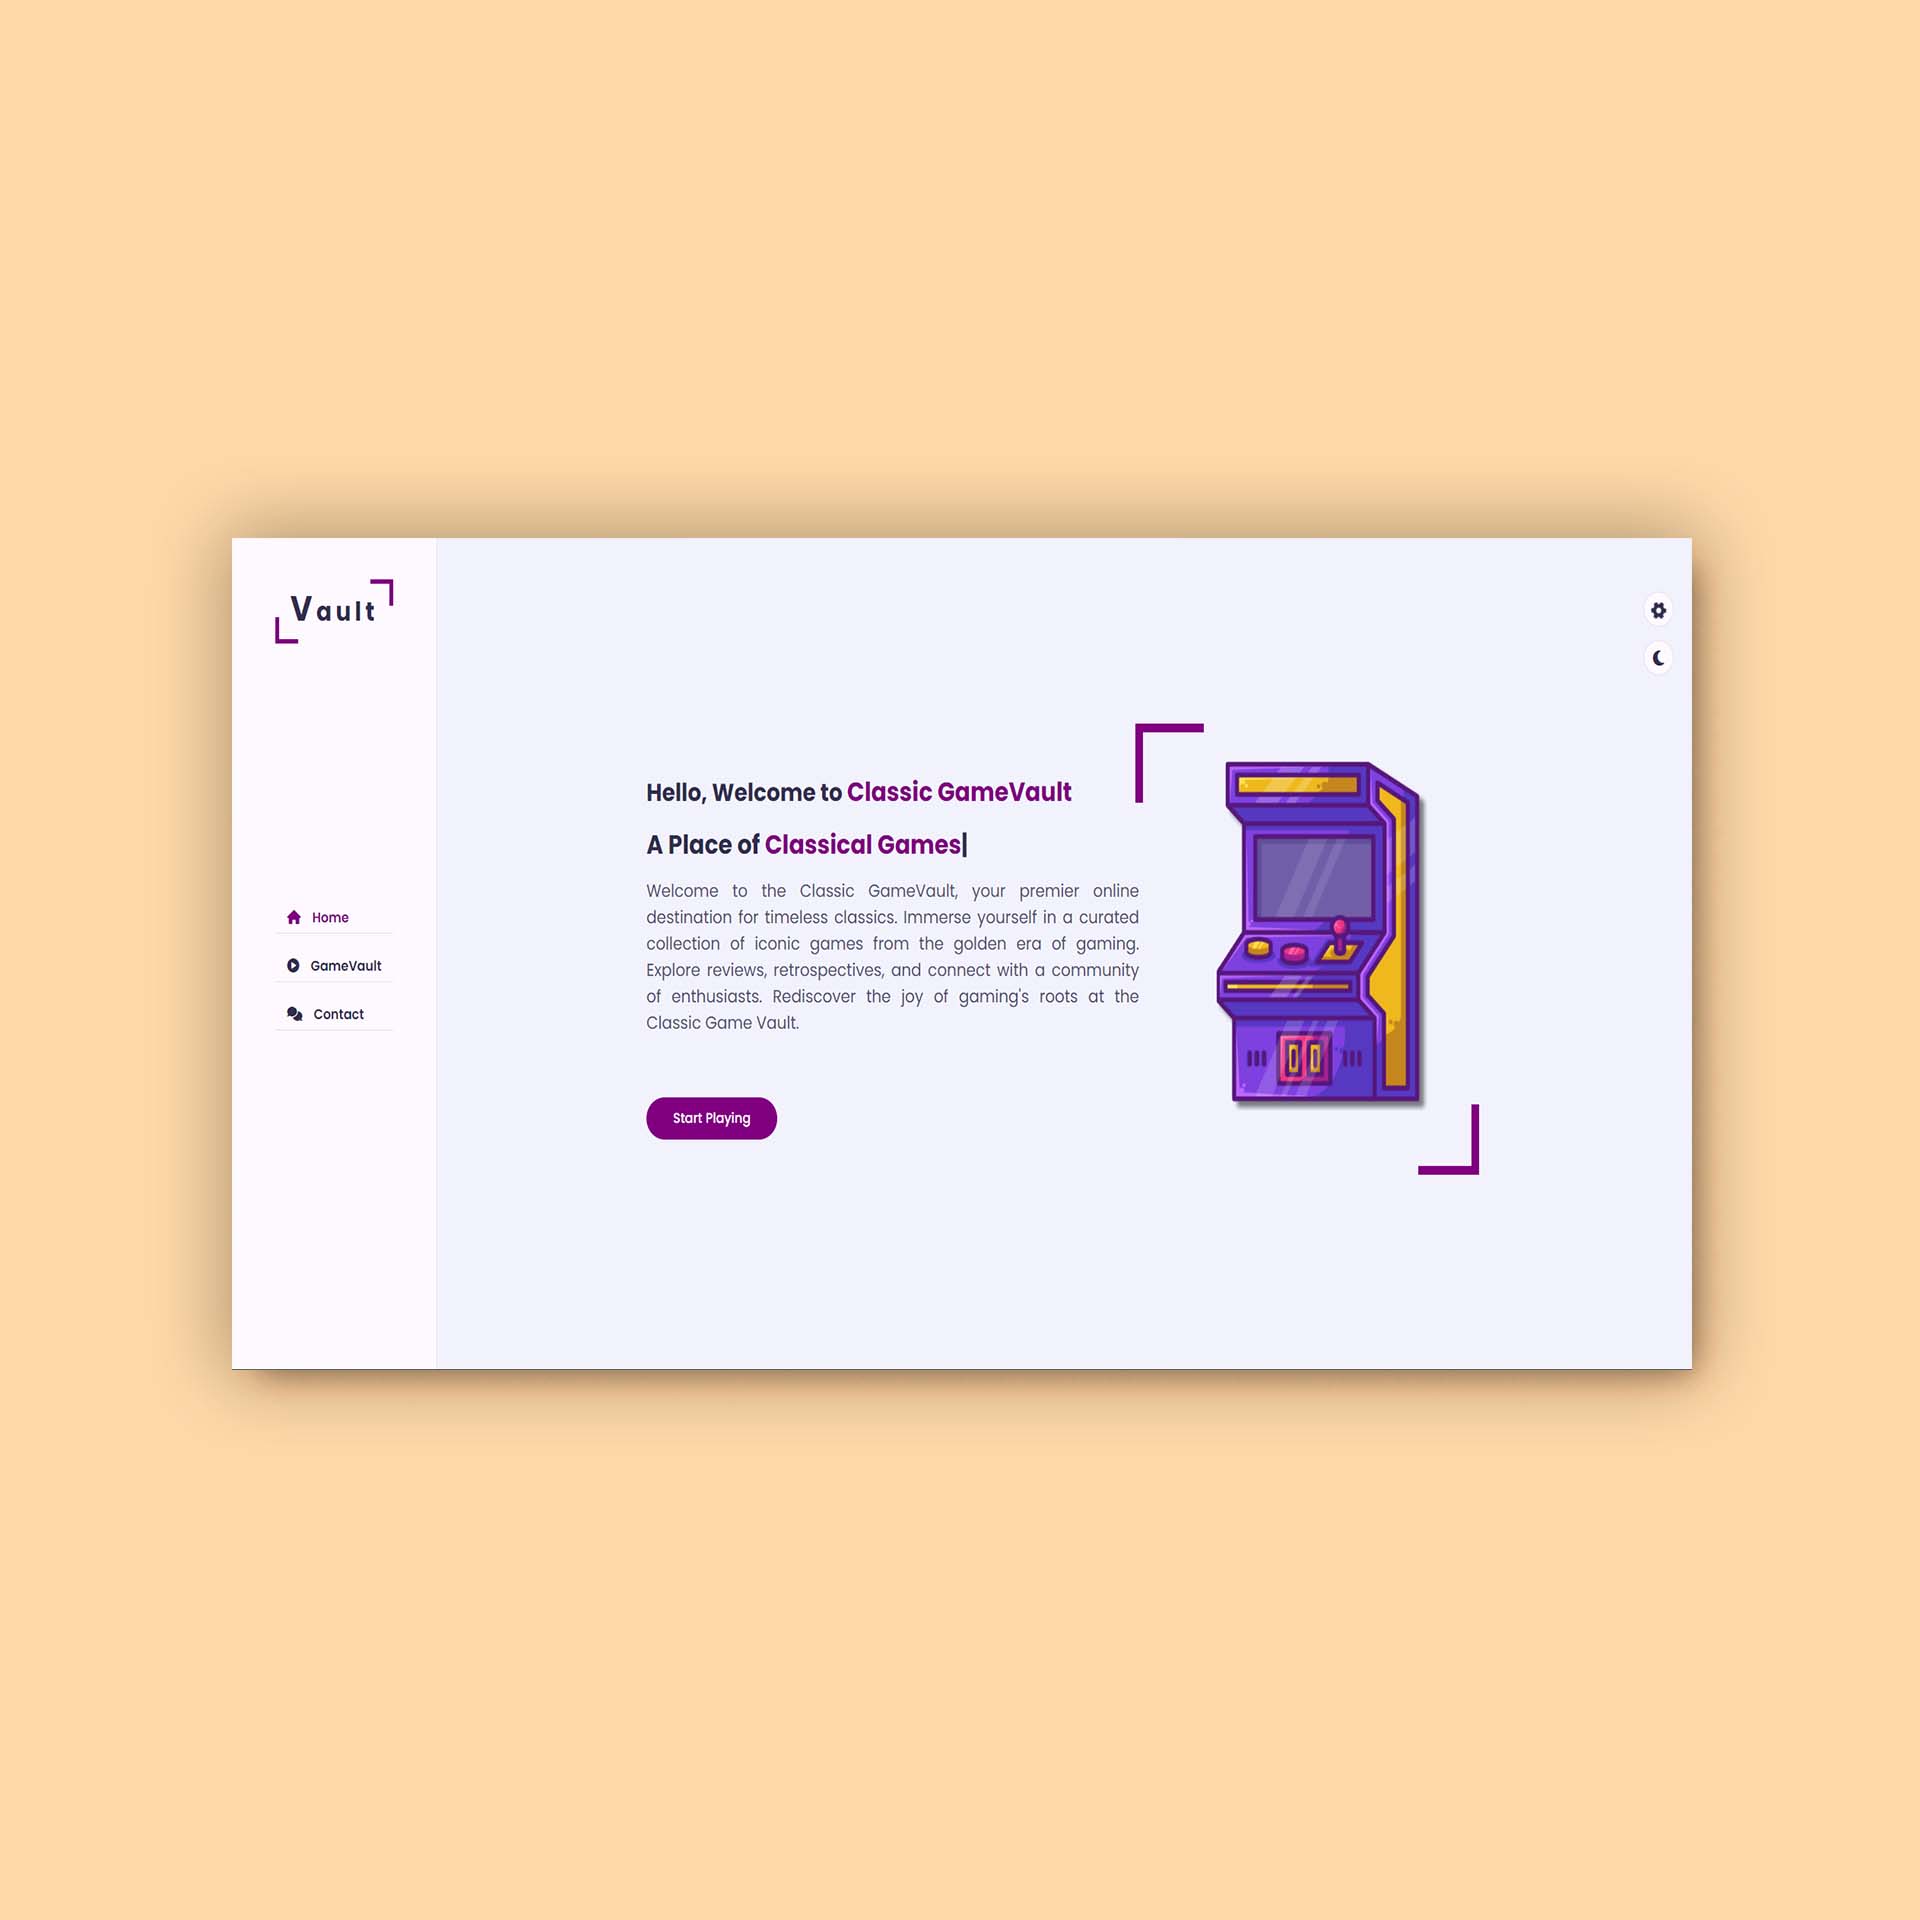 Vault
Home
GameVault
Contact
Hello, Welcome to Classic GameVault
A Place of Classical Games|
Welcome to the Classic GameVault, your premier online
destination for timeless classics. Immerse yourself in a curated
collection of iconic games from the golden era of gaming.
Explore reviews, retrospectives, and connect with a community
of enthusiasts. Rediscover the joy of gaming's roots at the
Classic Game Vault.
Start Playing